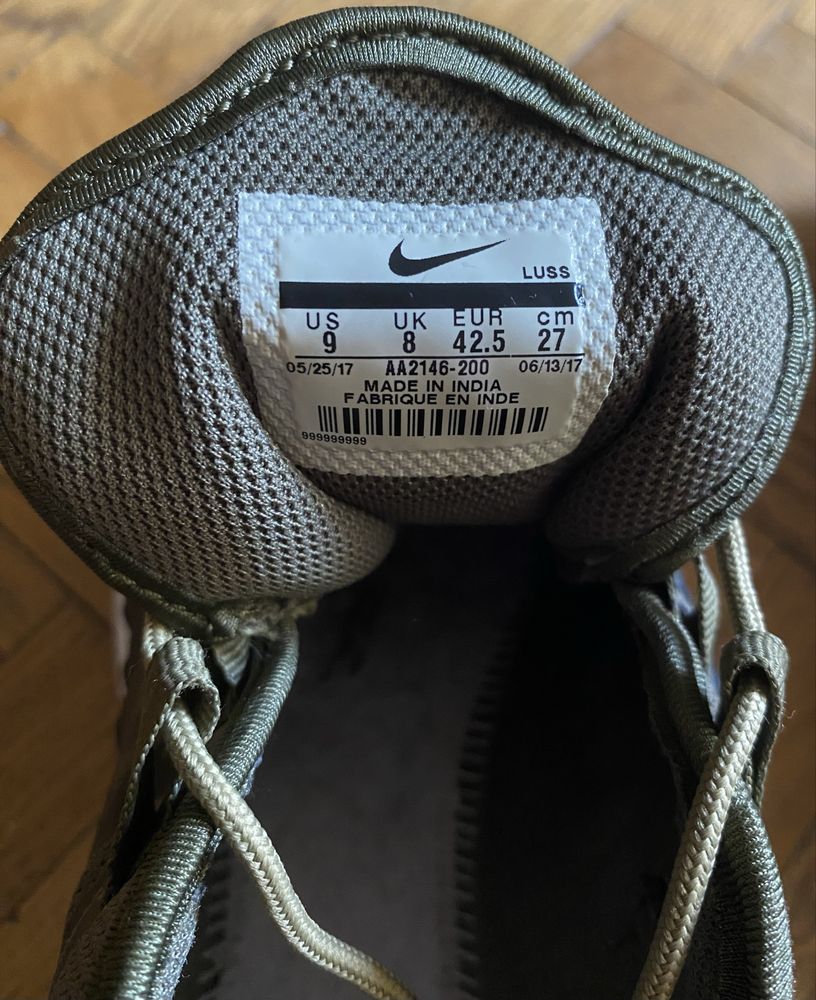 LUSS
US UK EUR cm
9 8 42.5 27
05/25/17 AA2146-200 06/13/17
MADE IN INDIA
FABRIQUE EN INDE
999999999